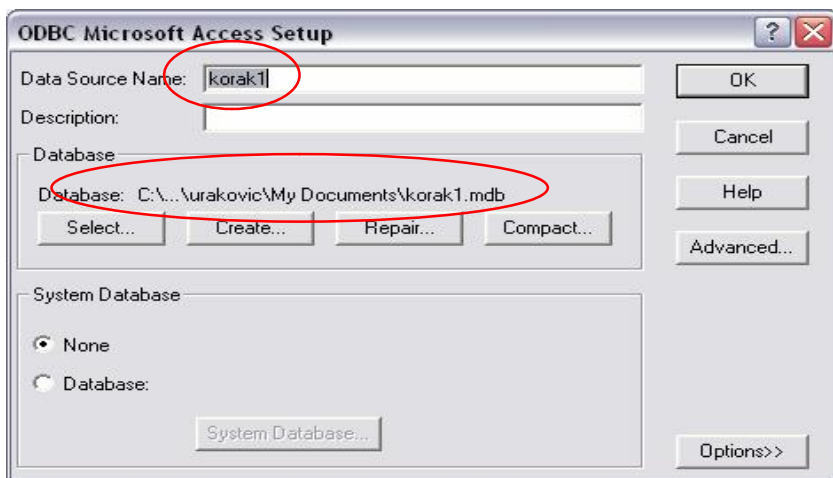 ODBC Microsoft Access Setup
Data Source Name: korak1
OK
Description:
Cancel
Database
Database: C:\...\urakovic\My Documents\korak1.mdb
Help
Select... Create... Repair... Compact...
Advanced...
System Database
None
Database:
System Database...
Options>>